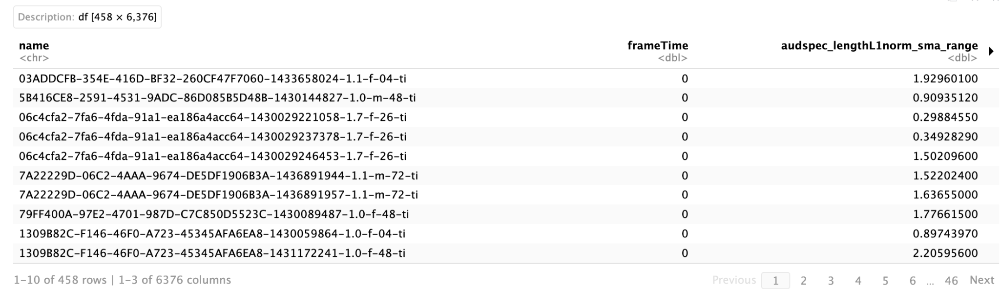 Description: df [458 × 6,376]
name frameTime audspec_lengthL1norm_sma_range
<chr> <dbl> <dbl>
03ADDCFB-354E-416D-BF32-260CF47F7060-1433658024-1.1-f-04-ti 0 1.92960100
5B416CE8-2591-4531-9ADC-86D085B5D48B-1430144827-1.0-m-48-ti 0 0.90935120
06c4cfa2-7fa6-4fda-91a1-ea186a4acc64-1430029221058-1.7-f-26-ti 0 0.29884550
06c4cfa2-7fa6-4fda-91a1-ea186a4acc64-1430029237378-1.7-f-26-ti 0 0.34928290
06c4cfa2-7fa6-4fda-91a1-ea186a4acc64-1430029246453-1.7-f-26-ti 0 1.50209600
7A22229D-06C2-4AAA-9674-DE5DF1906B3A-1436891944-1.1-m-72-ti 0 1.52202400
7A22229D-06C2-4AAA-9674-DE5DF1906B3A-1436891957-1.1-m-72-ti 0 1.63655000
79FF400A-97E2-4701-987D-C7C850D5523C-1430089487-1.0-f-48-ti 0 1.77661500
1309B82C-F146-46F0-A723-45345AFA6EA8-1430059864-1.0-f-04-ti 0 0.89743970
1309B82C-F146-46F0-A723-45345AFA6EA8-1431172241-1.0-f-48-ti 0 2.20595600
1-10 of 458 rows | 1-3 of 6376 columns Previous 1 2 3 4 5 6 ... 46 Next